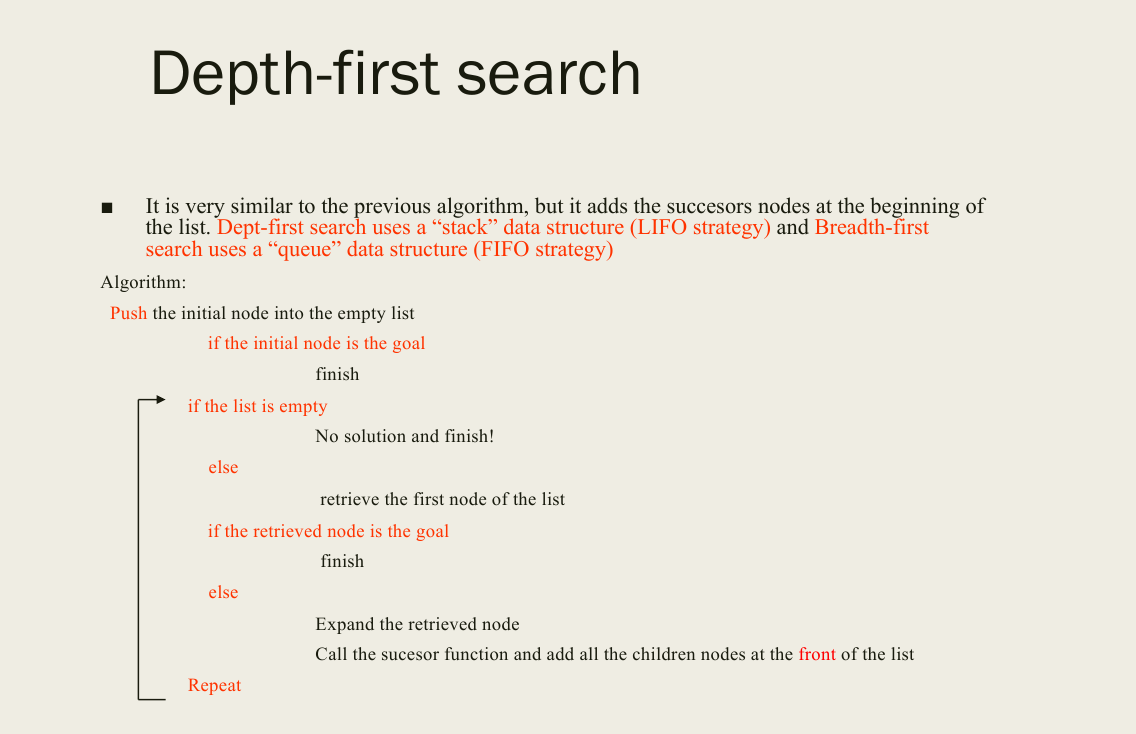 Depth-first search
■ It is very similar to the previous algorithm, but it adds the succesors nodes at the beginning of
the list. Dept-first search uses a “stack” data structure (LIFO strategy) and Breadth-first
search uses a “queue” data structure (FIFO strategy)
Algorithm:
Push the initial node into the empty list
if the initial node is the goal
finish
if the list is empty
No solution and finish!
else
retrieve the first node of the list
if the retrieved node is the goal
finish
else
Expand the retrieved node
Call the sucesor function and add all the children nodes at the front of the list
Repeat